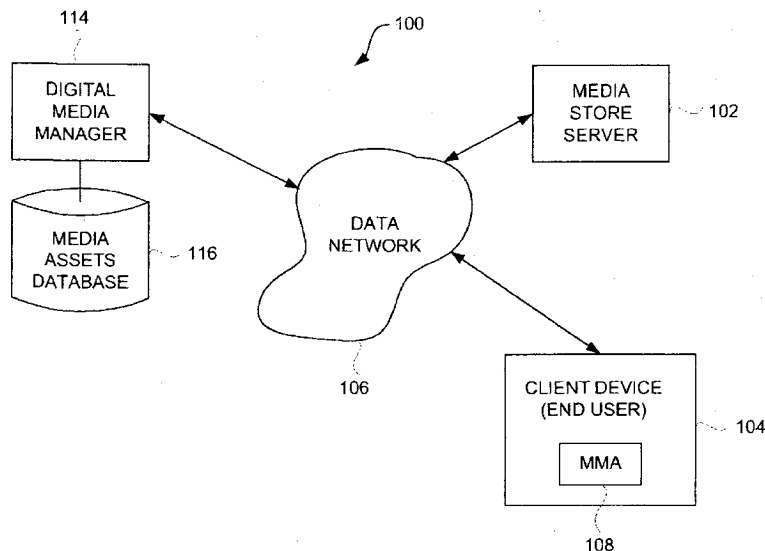 114
100
DIGITAL
MEDIA
MANAGER
MEDIA
STORE
SERVER
102
DATA
NETWORK
MEDIA
ASSETS
DATABASE
116
106
CLIENT DEVICE
(END USER)
104
MMA
108